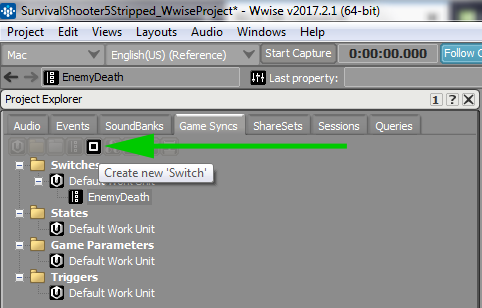 SurvivalShooter5Stripped_WwiseProject* - Wwise v2017.2.1 (64-bit)
Project Edit Views Layouts Audio Windows Help
Mac English(US) (Reference) Start Capture 0:00:00.000 Follow
EnemyDeath Last property:
Project Explorer 1 ? X
Audio Events SoundBanks Game Syncs ShareSets Sessions Queries
Switches
Create new 'Switch'
Default Work Unit
EnemyDeath
States
Default Work Unit
Game Parameters
Default Work Unit
Triggers
Default Work Unit